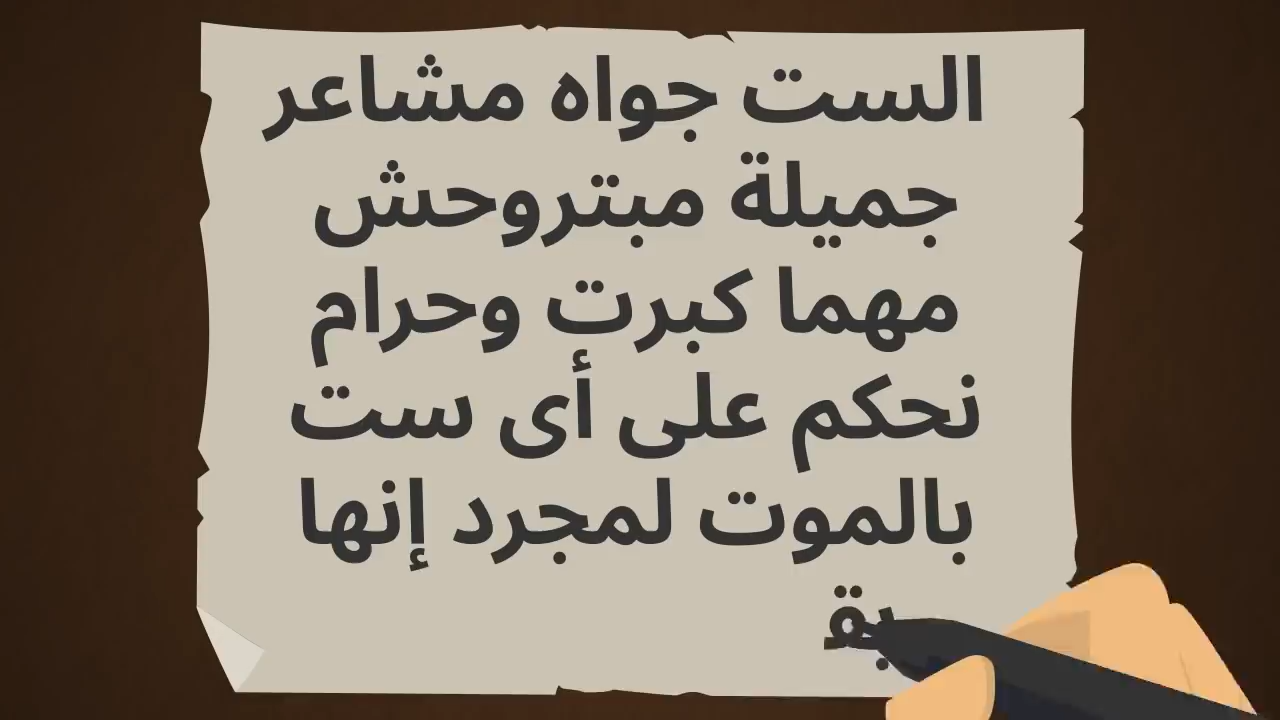 الست جواه مشاعر
جميلة مبتروحش
مهما كبرت وحرام
نحكم على أى ست
بالموت لمجرد إنها